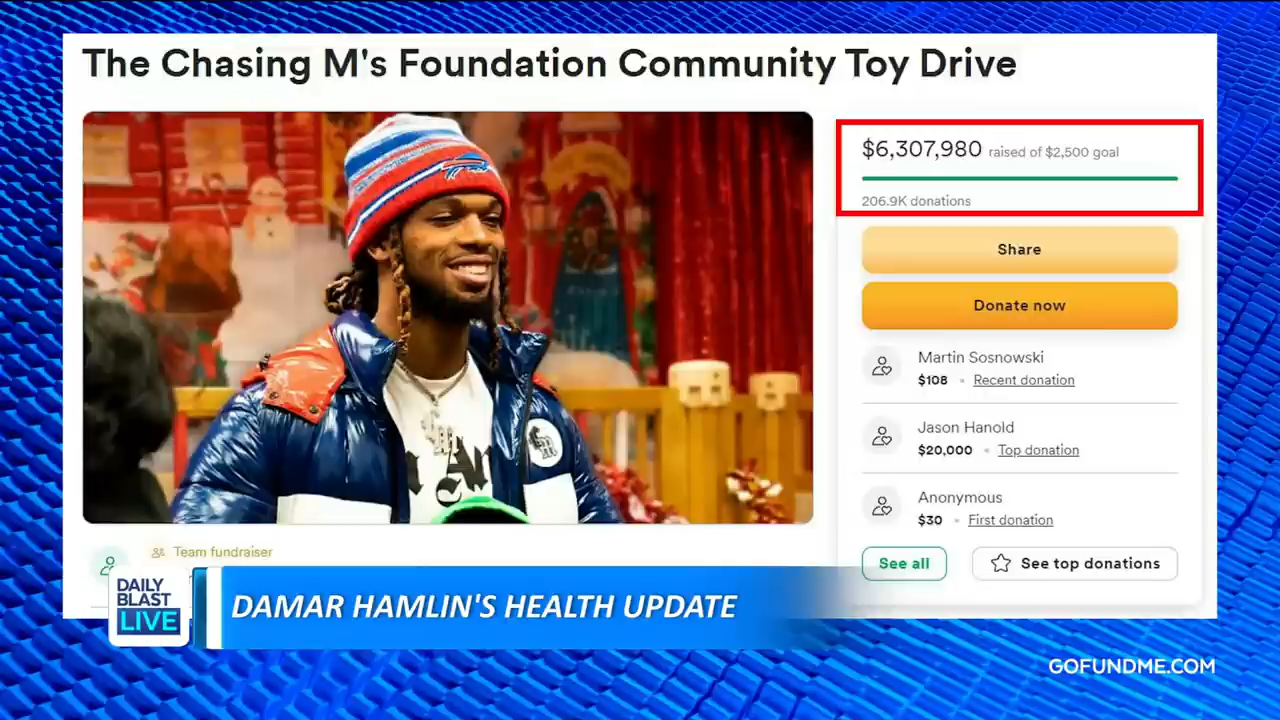 The Chasing M's Foundation Community Toy Drive
$6,307,980 raised of $2,500 goal
206.9K donations
Share
Donate now
Martin Sosnowski
$108 • Recent donation
Jason Hanold
$20,000 • Top donation
Anonymous
$30 • First donation
See all
See top donations
Team fundraiser
DAILY
BLAST
LIVE
DAMAR HAMLIN'S HEALTH UPDATE
GOFUNDME.COM